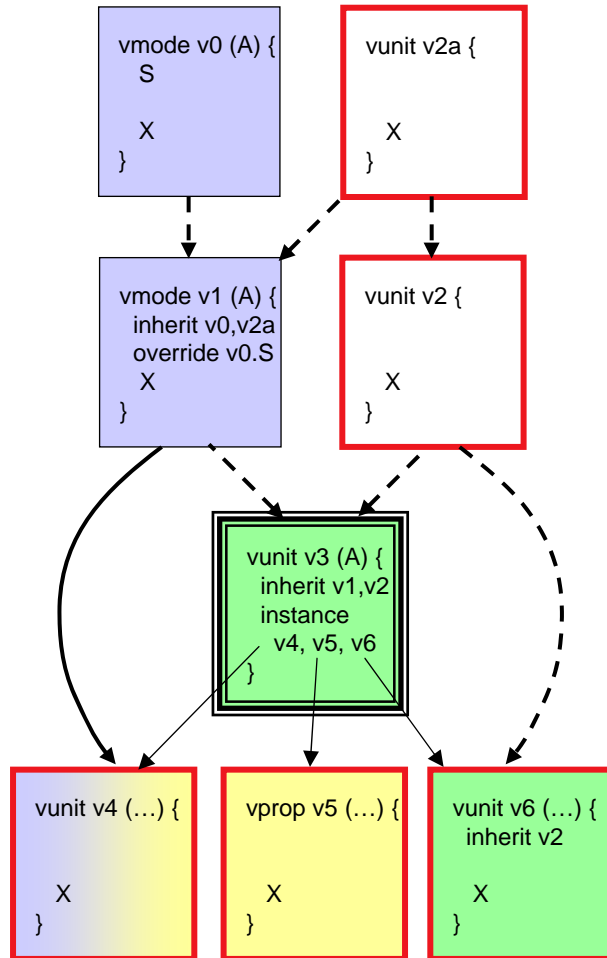 vmode v0 (A) {
S
X
}
vunit v2a {
X
}
vmode v1 (A) {
inherit v0,v2a
override v0.S
X
}
vunit v2 {
X
}
vunit v3 (A) {
inherit v1,v2
instance
v4, v5, v6
}
vunit v4 (…) {
X
}
vprop v5 (…) {
X
}
vunit v6 (…) {
inherit v2
X
}